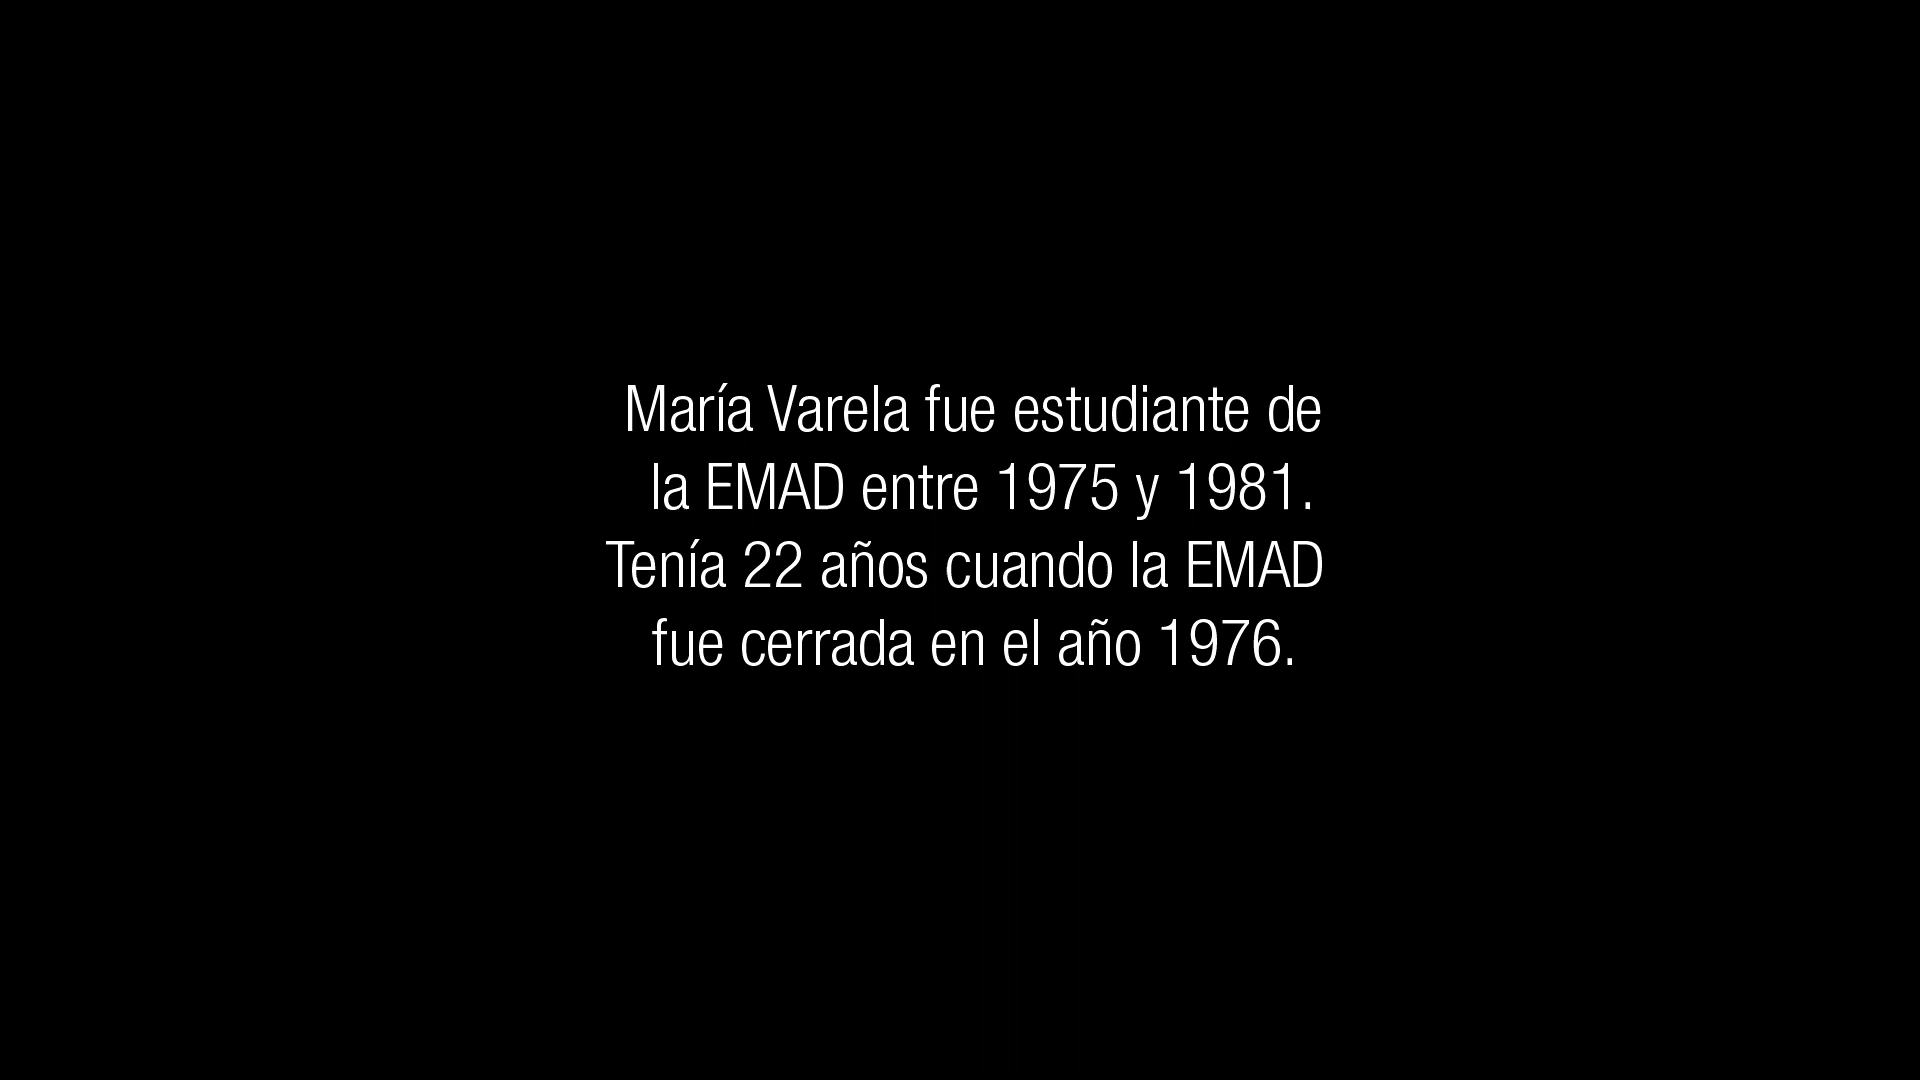 María Varela fue estudiante de
la EMAD entre 1975 y 1981.
Tenía 22 años cuando la EMAD
fue cerrada en el año 1976.